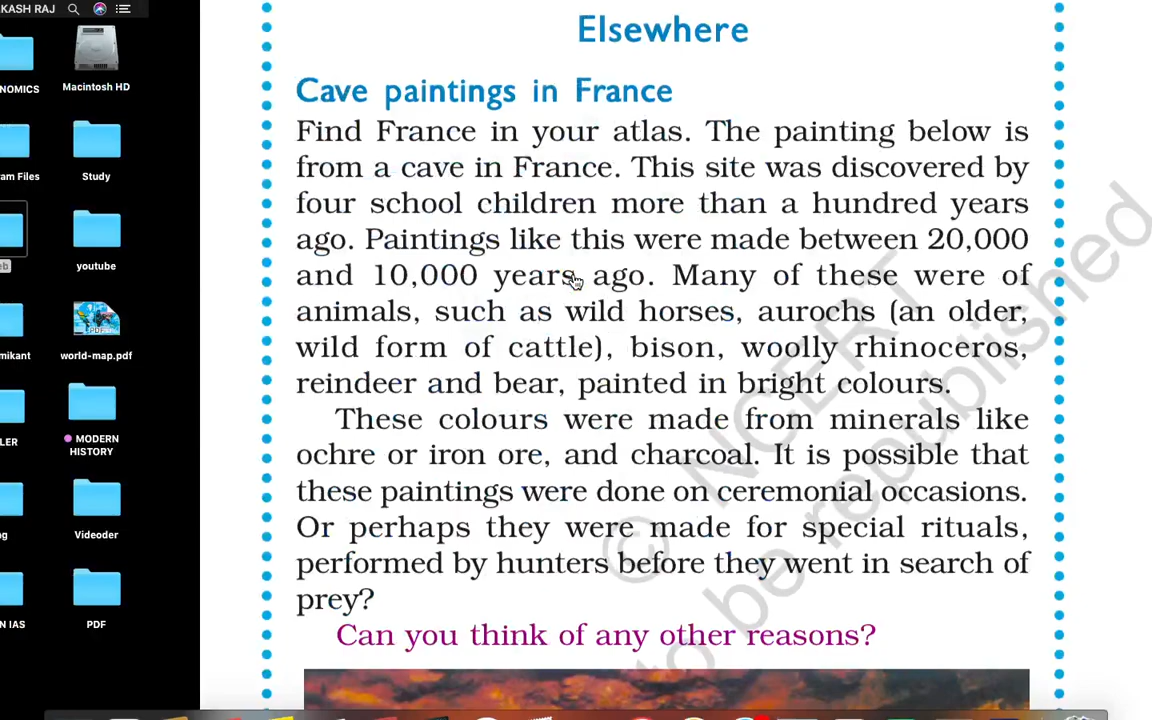 KASH RAJ
NOMICS
Macintosh HD
ram Files
Study
youtube
mikant
world-map.pdf
LER
MODERN
HISTORY
Videoder
N IAS
PDF
Elsewhere
Cave paintings in France
Find France in your atlas. The painting below is
from a cave in France. This site was discovered by
four school children more than a hundred years
ago. Paintings like this were made between 20,000
and 10,000 years ago. Many of these were of
animals, such as wild horses, aurochs (an older,
wild form of cattle), bison, woolly rhinoceros,
reindeer and bear, painted in bright colours.
These colours were made from minerals like
ochre or iron ore, and charcoal. It is possible that
these paintings were done on ceremonial occasions.
Or perhaps they were made for special rituals,
performed by hunters before they went in search of
prey?
Can you think of any other reasons?
© NCERT
to be republished